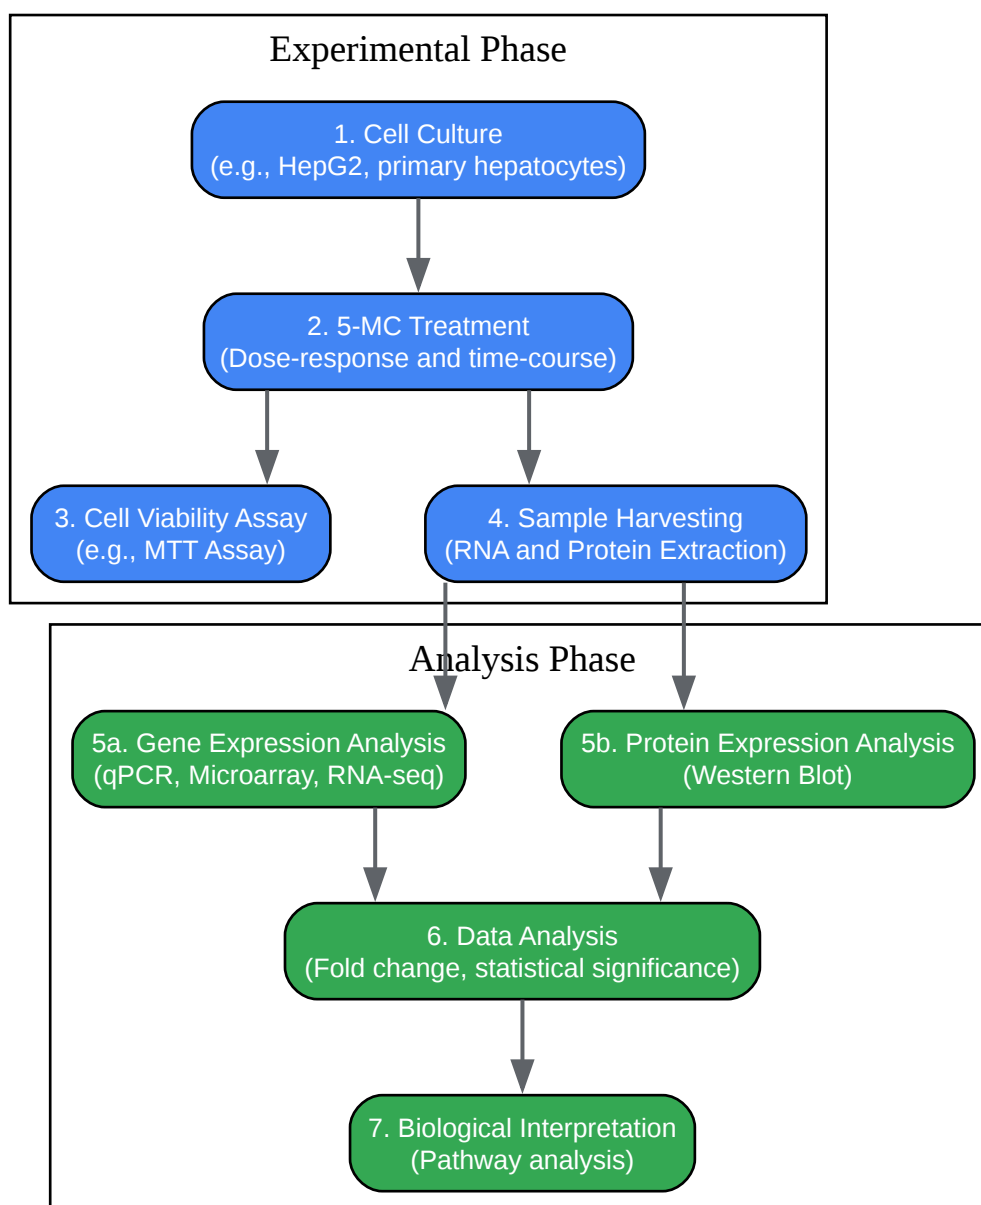 Experimental Phase
1. Cell Culture
(e.g., HepG2, primary hepatocytes)
2. 5-MC Treatment
(Dose-response and time-course)
3. Cell Viability Assay
(e.g., MTT Assay)
4. Sample Harvesting
(RNA and Protein Extraction)
Analysis Phase
5a. Gene Expression Analysis
(qPCR, Microarray, RNA-seq)
5b. Protein Expression Analysis
(Western Blot)
6. Data Analysis
(Fold change, statistical significance)
7. Biological Interpretation
(Pathway analysis)